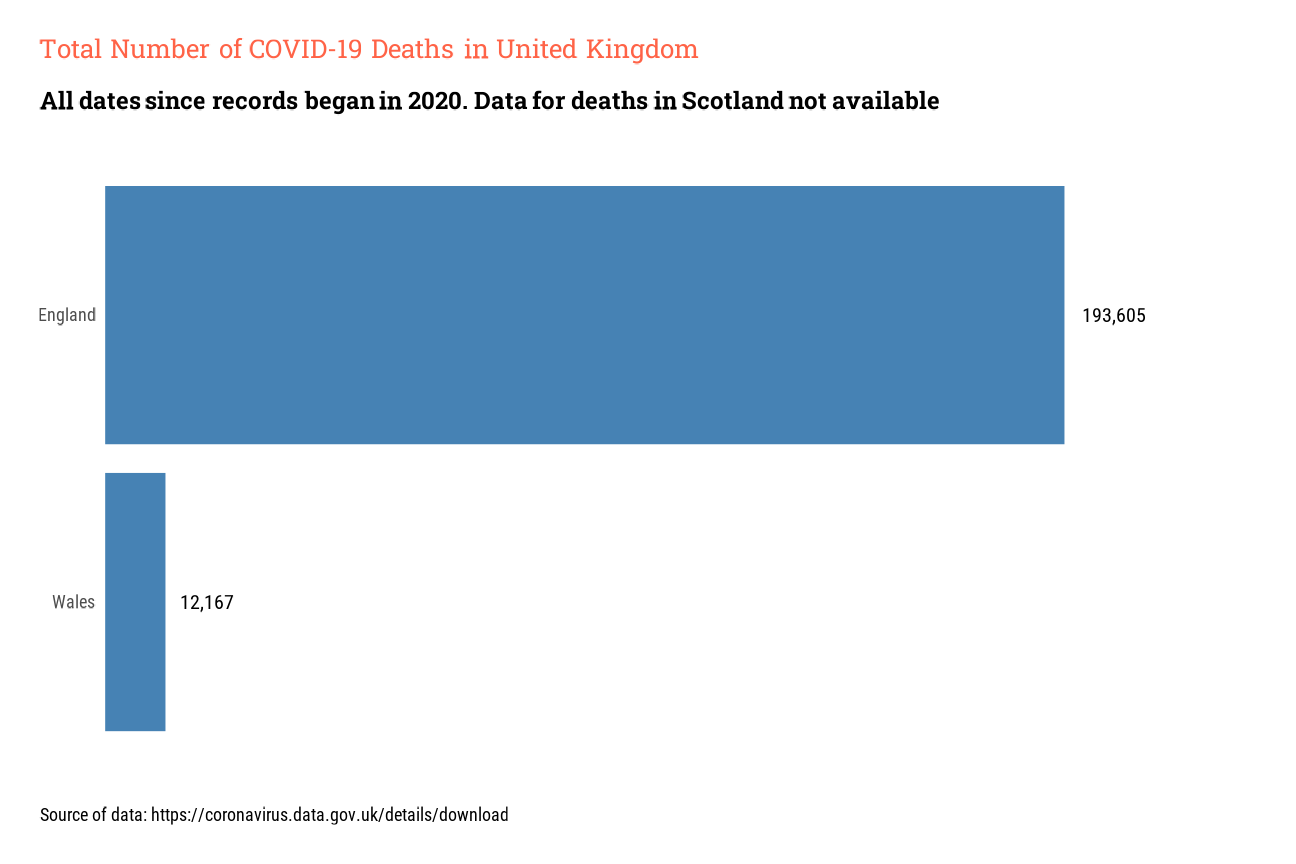 Total Number of COVID-19 Deaths in United Kingdom
All dates since records began in 2020. Data for deaths in Scotland not available
England
193,605
Wales
12,167
Source of data: https://coronavirus.data.gov.uk/details/download